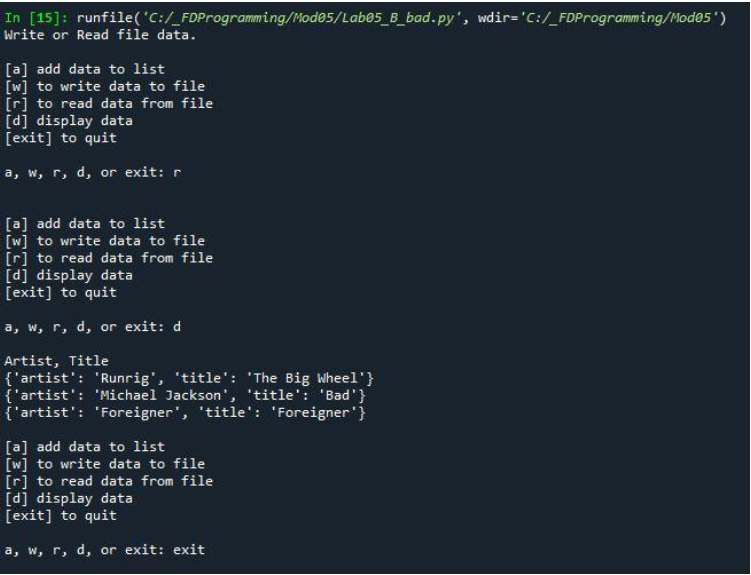 In [15]: runfile('C:/_FDProgramming/Mod05/Lab05_B_bad.py', wdir='C:/_FDProgramming/Mod05')
Write or Read file data.
[a] add data to list
[w] to write data to file
[r] to read data from file
[d] display data
[exit] to quit
a, w, r, d, or exit: r
[a] add data to list
[w] to write data to file
[r] to read data from file
[d] display data
[exit] to quit
a, w, r, d, or exit: d
Artist, Title
{'artist': 'Runrig', 'title': 'The Big Wheel'}
{'artist': 'Michael Jackson', 'title': 'Bad'}
{'artist': 'Foreigner', 'title': 'Foreigner'}
[a] add data to list
[w] to write data to file
[r] to read data from file
[d] display data
[exit] to quit
a, w, r, d, or exit: exit